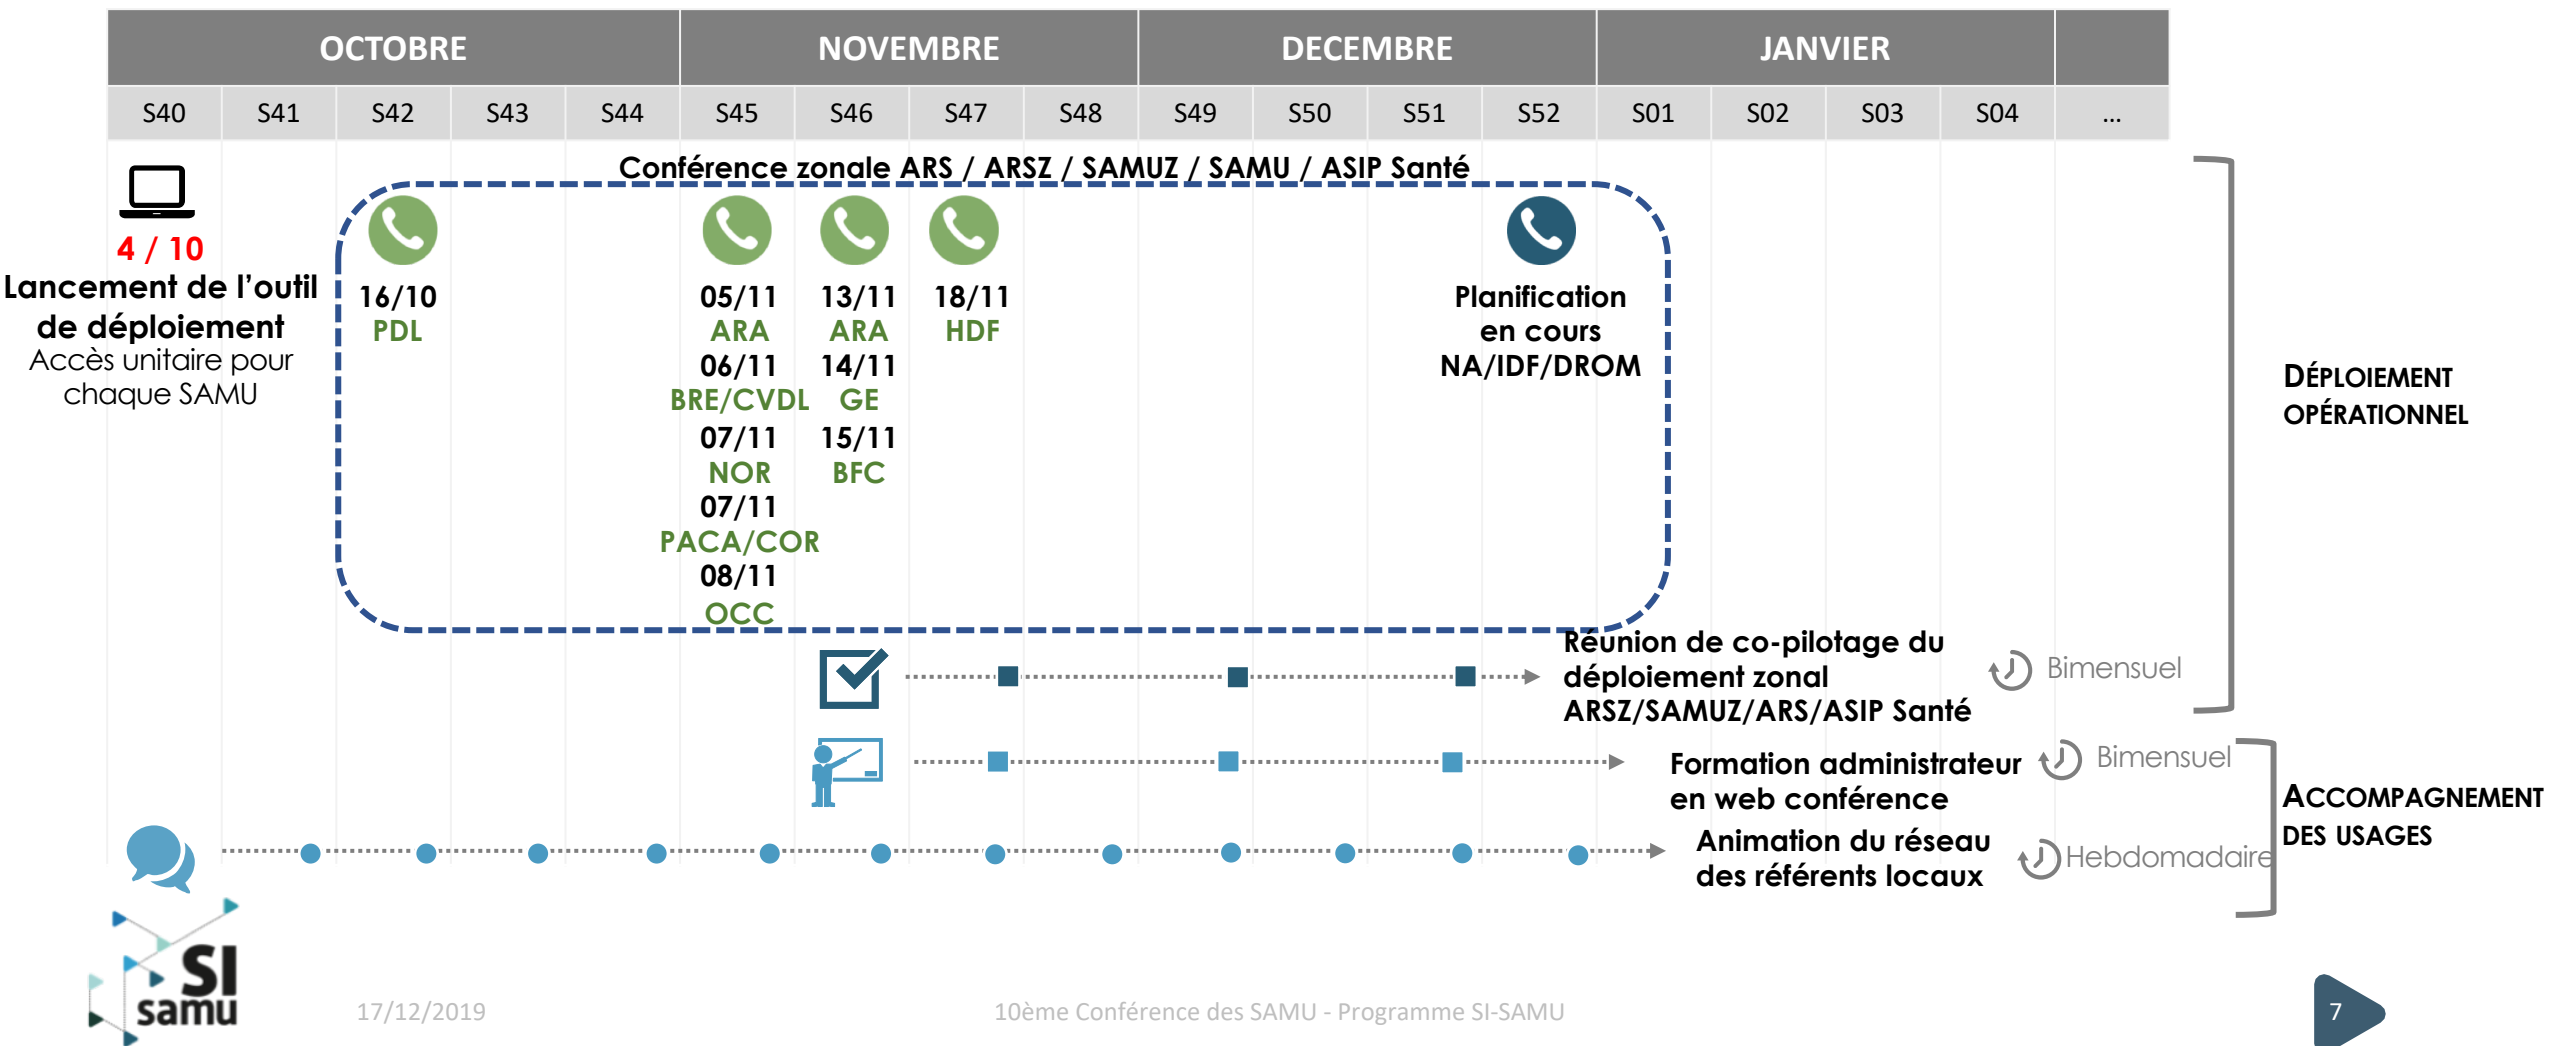 OCTOBRE NOVEMBRE DECEMBRE JANVIER
S40 S41 S42 S43 S44 S45 S46 S47 S48 S49 S50 S51 S52 S01 S02 S03 S04 ...
Conférence zonale ARS / ARSZ / SAMUZ / SAMU / ASIP Santé
4 / 10
Lancement de l’outil
de déploiement
Accès unitaire pour
chaque SAMU
16/10
PDL
05/11
ARA
06/11
BRE/CVDL
07/11
NOR
07/11
PACA/COR
08/11
OCC
13/11
ARA
14/11
GE
15/11
BFC
18/11
HDF
Planification
en cours
NA/IDF/DROM
DÉPLOIEMENT
OPÉRATIONNEL
Réunion de co-pilotage du
déploiement zonal
ARSZ/SAMUZ/ARS/ASIP Santé
Bimensuel
Formation administrateur
en web conférence
Bimensuel
Animation du réseau
des référents locaux
Hebdomadaire
ACCOMPAGNEMENT
DES USAGES
SI
samu
17/12/2019
10ème Conférence des SAMU - Programme SI-SAMU
7